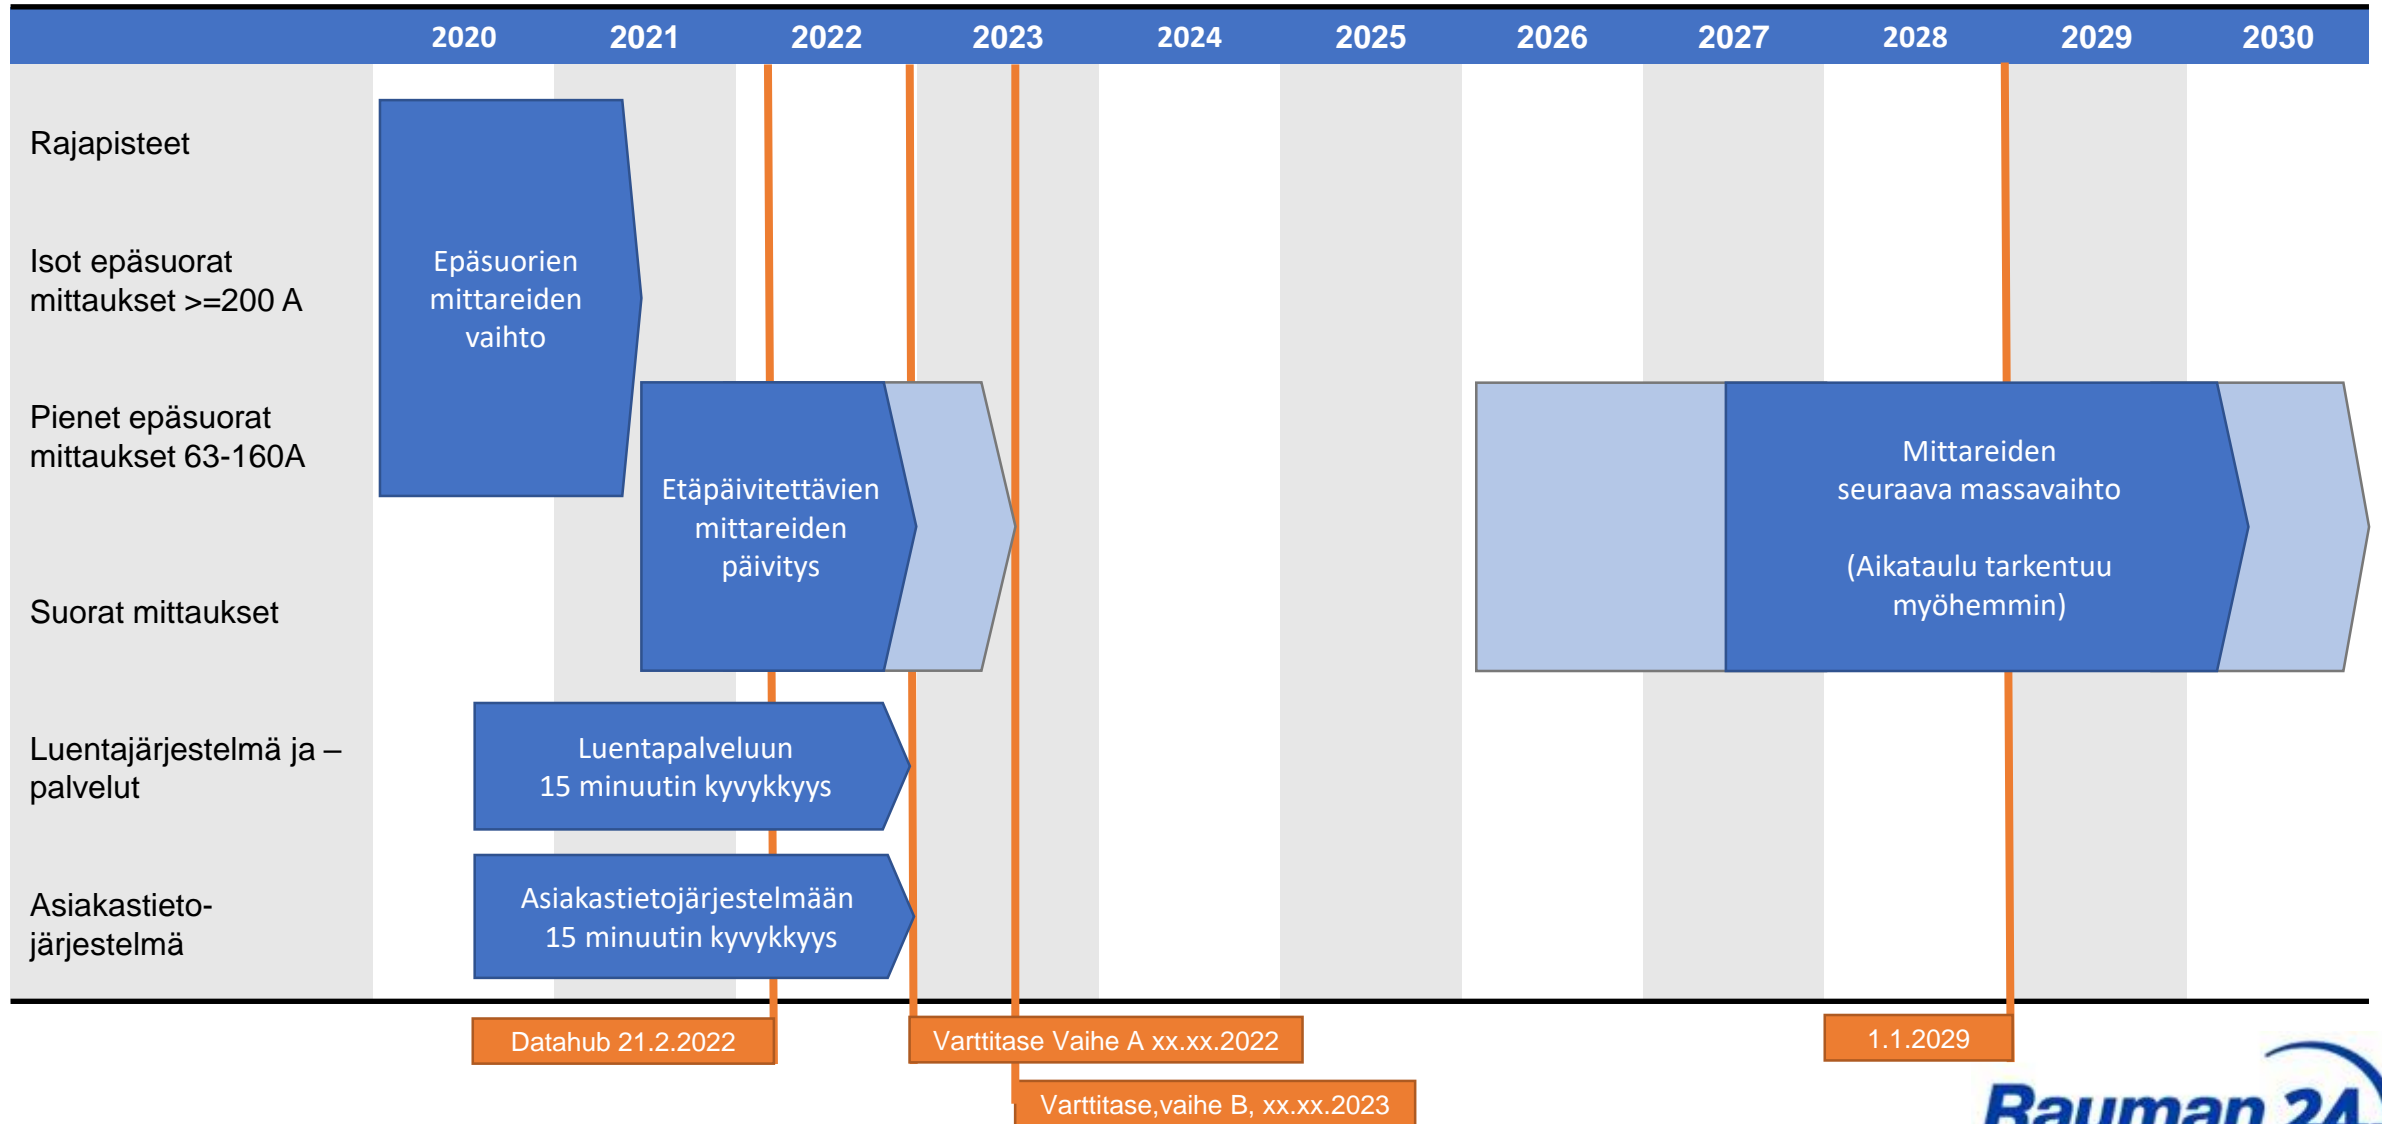 2020 2021 2022 2023 2024 2025 2026 2027 2028 2029 2030
Rajapisteet
Isot epäsuorat
mittaukset >=200 A
Pienet epäsuorat
mittaukset 63-160A
Suorat mittaukset
Luentajärjestelmä ja –
palvelut
Asiakastieto-
järjestelmä
Epäsuorien
mittareiden
vaihto
Etäpäivitettävien
mittareiden
päivitys
Mittareiden
seuraava massavaihto
(Aikataulu tarkentuu
myöhemmin)
Luentapalveluun
15 minuutin kyvykkyys
Asiakastietojärjestelmään
15 minuutin kyvykkyys
Datahub 21.2.2022
Varttitase Vaihe A xx.xx.2022
1.1.2029
Varttitase,vaihe B, xx.xx.2023
Rauman 24